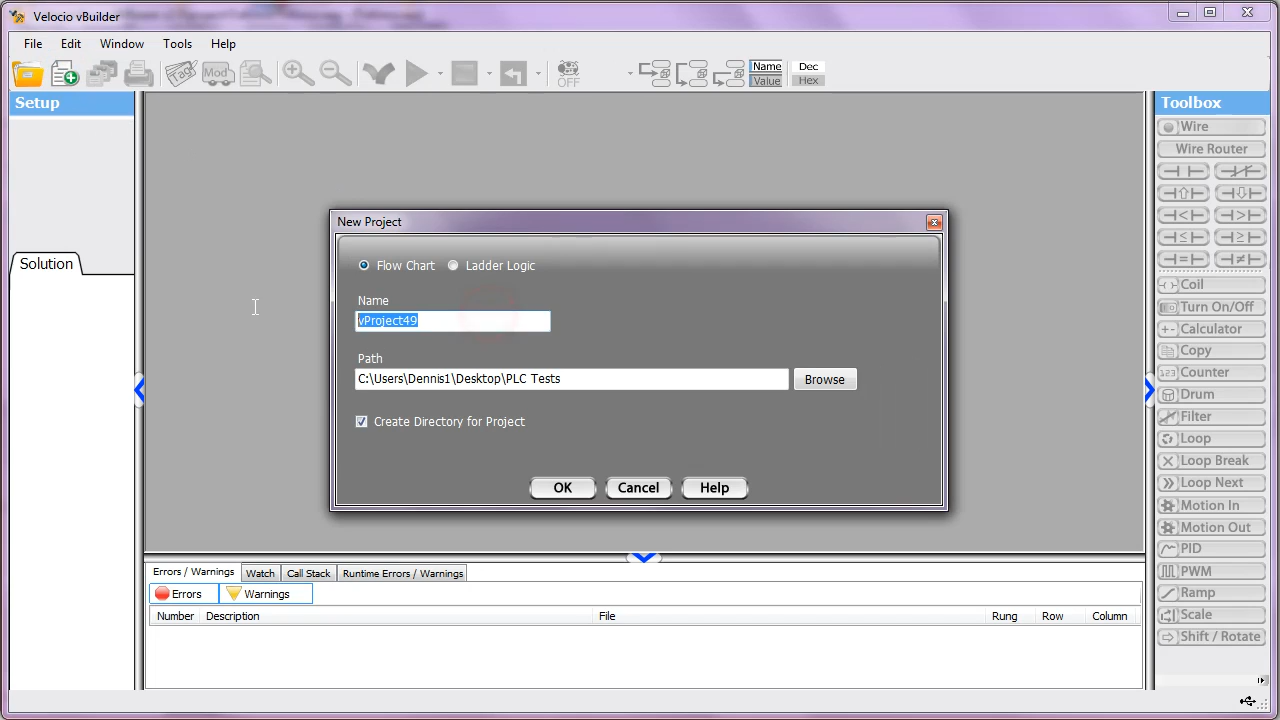 Velocio vBuilder
File Edit Window Tools Help
Tag Mod OFF Name Value Dec Hex
Setup
Solution
New Project
Flow Chart Ladder Logic
Name
vProject49
Path
C:\Users\Dennis1\Desktop\PLC Tests
Browse
Create Directory for Project
OK Cancel Help
Errors / Warnings Watch Call Stack Runtime Errors / Warnings
Errors Warnings
Number Description File Rung Row Column
Toolbox
Wire
Wire Router
Coil
Turn On/Off
Calculator
Copy
123 Counter
Drum
Filter
Loop
Loop Break
Loop Next
Motion In
Motion Out
PID
PWM
Ramp
Scale
Shift / Rotate